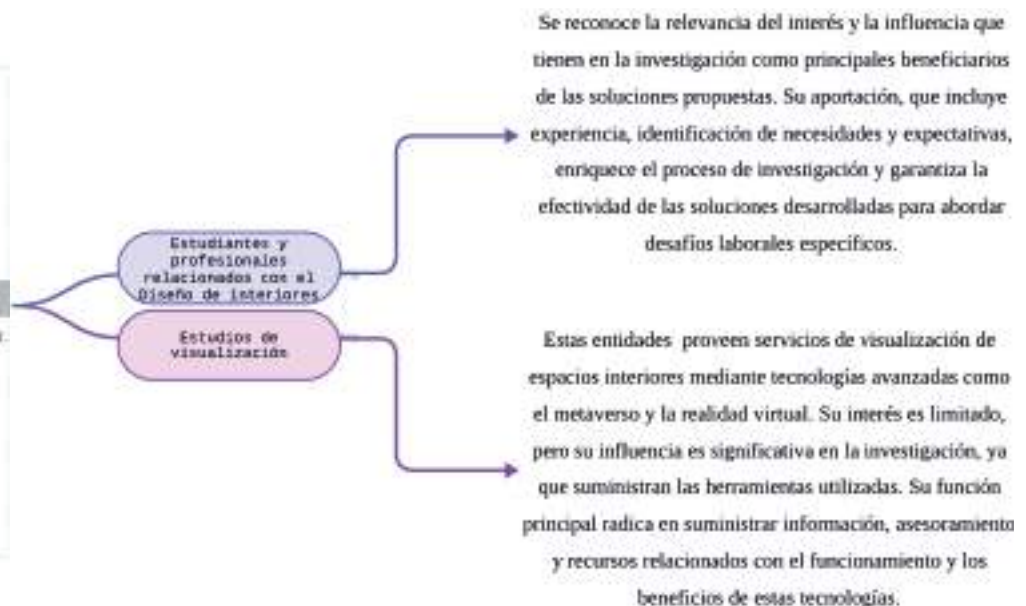 Se reconoce la relevancia del interés y la influencia que
tienen en la investigación como principales beneficiarios
de las soluciones propuestas. Su aportación, que incluye
experiencia, identificación de necesidades y expectativas,
enriquece el proceso de investigación y garantiza la
efectividad de las soluciones desarrolladas para abordar
desafíos laborales específicos.
Estudiantes y
profesionales
relacionados con el
Diseño de interiores
Estudios de
visualización
Estas entidades proveen servicios de visualización de
espacios interiores mediante tecnologías avanzadas como
el metaverso y la realidad virtual. Su interés es limitado,
pero su influencia es significativa en la investigación, ya
que suministran las herramientas utilizadas. Su función
principal radica en suministrar información, asesoramiento
y recursos relacionados con el funcionamiento y los
beneficios de estas tecnologías.